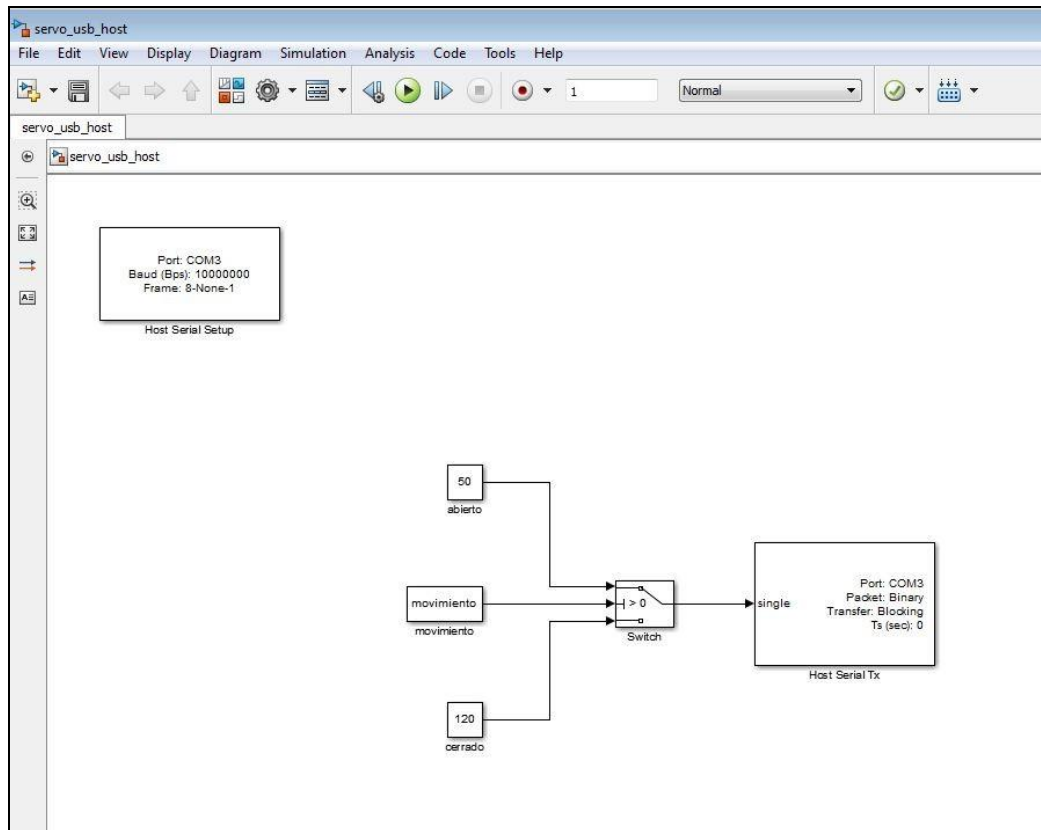 servo_usb_host
File Edit View Display Diagram Simulation Analysis Code Tools Help
1 Normal
servo_usb_host
servo_usb_host
Port: COM3
Baud (Bps): 10000000
Frame: 8-None-1
Host Serial Setup
50
abierto
movimiento
movimiento
120
cerrado
> 0
Switch
single
Port: COM3
Packet: Binary
Transfer: Blocking
Ts (sec): 0
Host Serial Tx